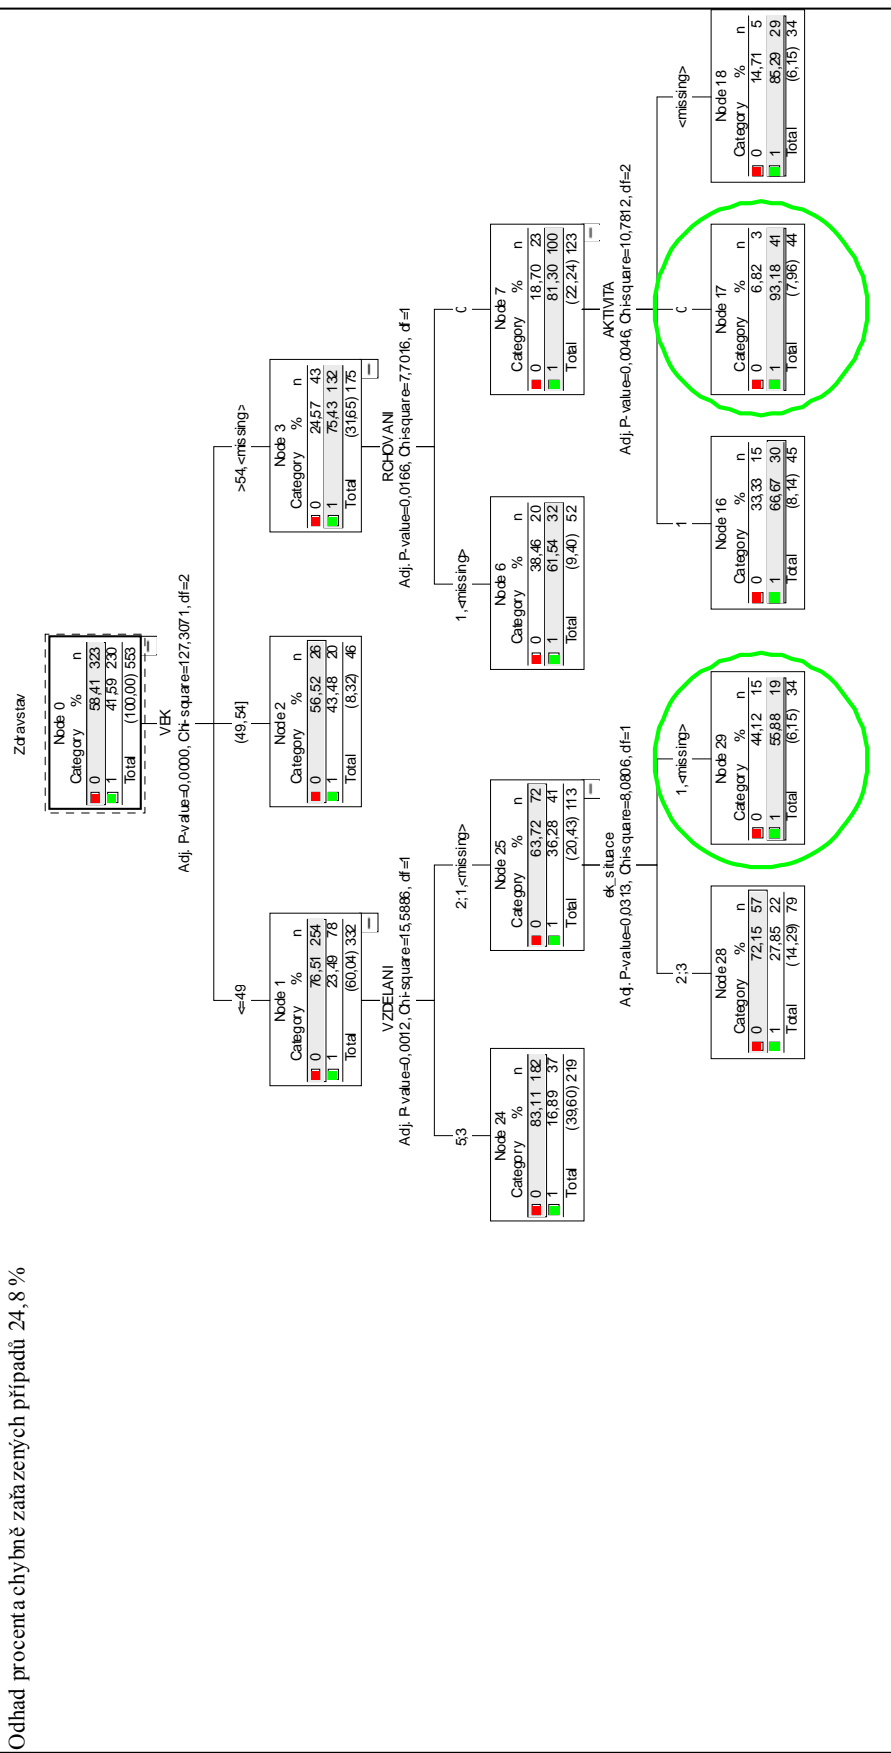 Odhad procenta chybně zařazených případů 24,8 %
Zdravstav
Node 0
Category % n
0 58,41 323
1 41,59 230
Total (100,00) 553
VEK
Adj. P-value=0,0000, Chi-square=127,3071, df=2
<=49
Node 1
Category % n
0 76,51 254
1 23,49 78
Total (60,04) 332
(49,54]
Node 2
Category % n
0 56,52 26
1 43,48 20
Total (8,32) 46
>54,<missing>
Node 3
Category % n
0 24,57 43
1 75,43 132
Total (31,65) 175
VZDELANI
Adj. P-value=0,0012, Chi-square=15,5886, df=1
RCHOVANI
Adj. P-value=0,0166, Chi-square=7,7016, df=1
5;3
Node 24
Category % n
0 83,11 182
1 16,89 37
Total (39,60) 219
2;1,<missing>
Node 25
Category % n
0 63,72 72
1 36,28 41
Total (20,43) 113
1,<missing>
Node 6
Category % n
0 38,46 20
1 61,54 32
Total (9,40) 52
0
Node 7
Category % n
0 18,70 23
1 81,30 100
Total (22,24) 123
ek_situace
Adj. P-value=0,0313, Chi-square=8,0806, df=1
AKTIVITA
Adj. P-value=0,0046, Chi-square=10,7812, df=2
2;3
Node 28
Category % n
0 72,15 57
1 27,85 22
Total (14,29) 79
1,<missing>
Node 29
Category % n
0 44,12 15
1 55,88 19
Total (6,15) 34
1
Node 16
Category % n
0 33,33 15
1 66,67 30
Total (8,14) 45
0
Node 17
Category % n
0 6,82 3
1 93,18 41
Total (7,96) 44
<missing>
Node 18
Category % n
0 14,71 5
1 85,29 29
Total (6,15) 34